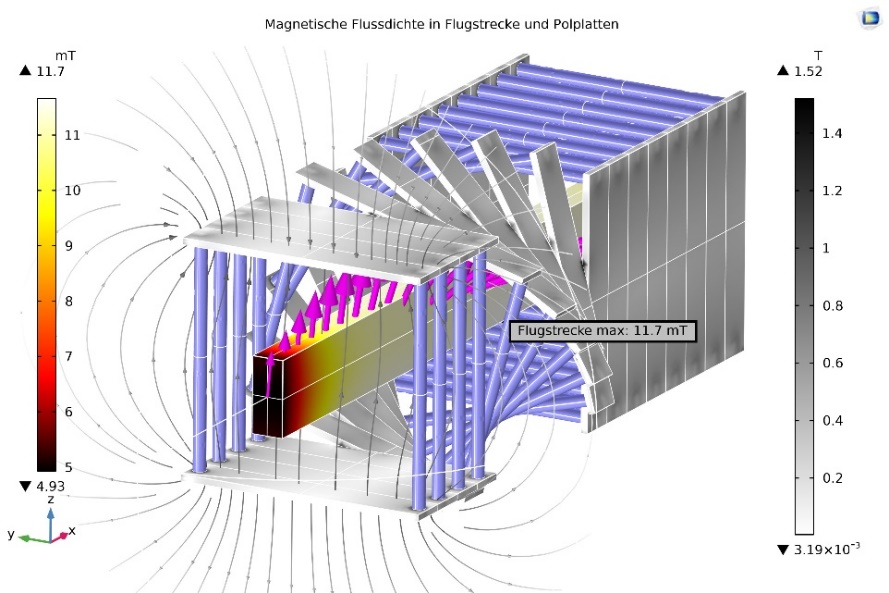 Magnetische Flussdichte in Flugstrecke und Polplatten
mT
▲ 11.7
11
10
9
8
7
6
5
▼ 4.93
T
▲ 1.52
1.4
1.2
1
0.8
0.6
0.4
0.2
▼ 3.19×10⁻³
Flugstrecke max: 11.7 mT
z
y
x